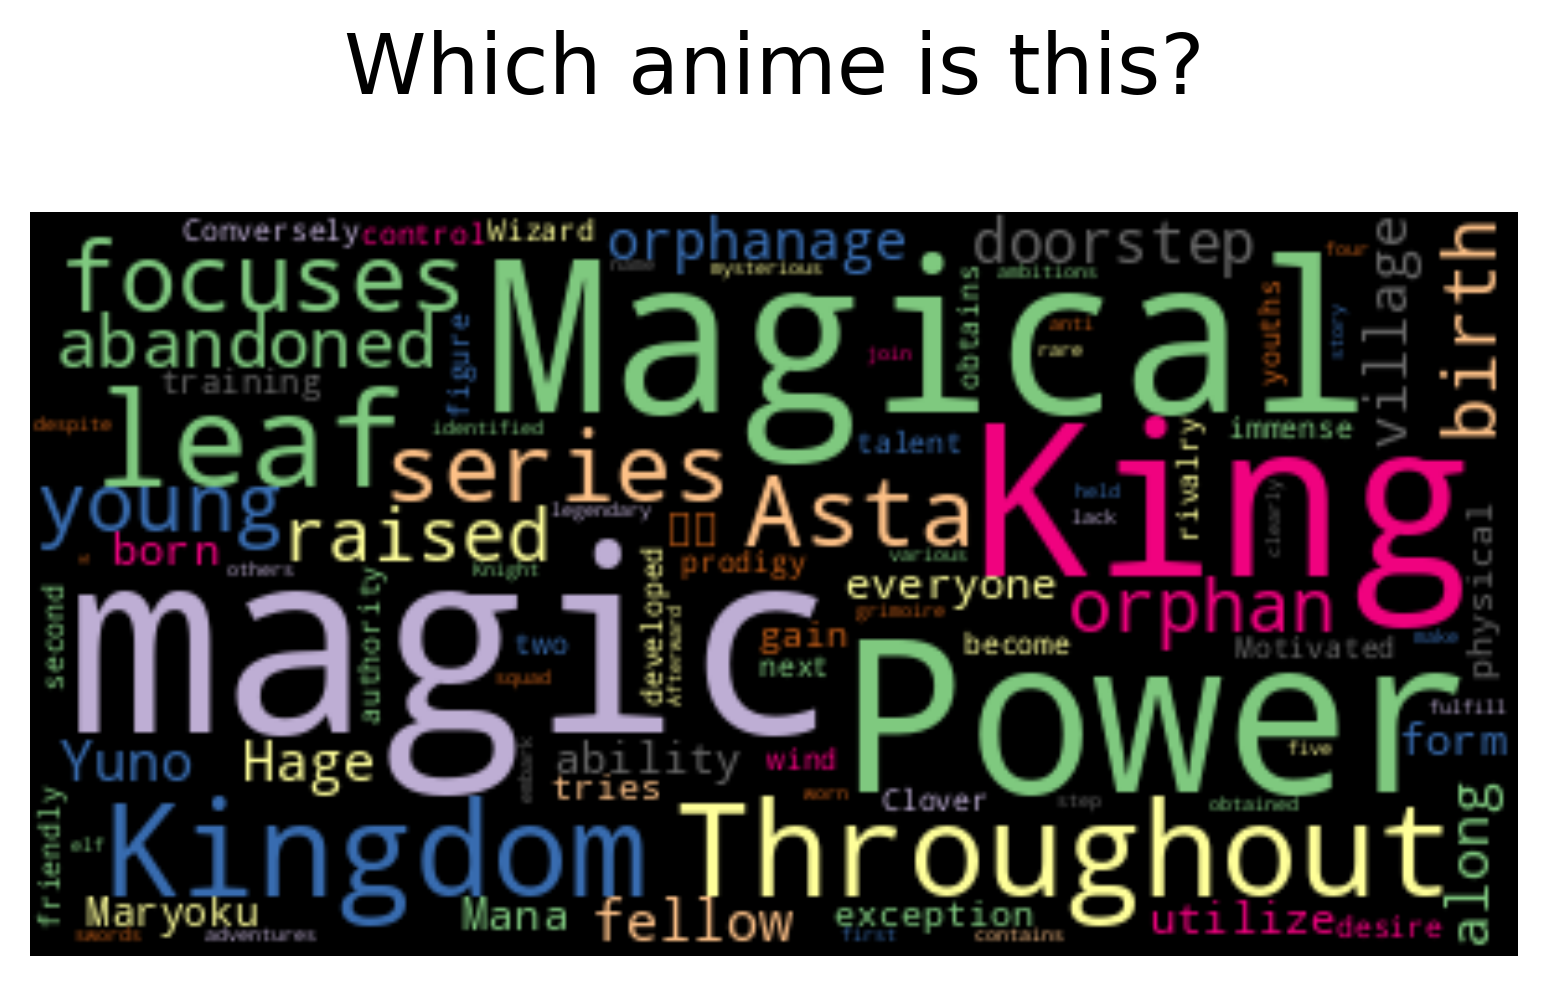 Which anime is this?
Conversely control Wizard orphanage doorstep four
name mysterious ambitions
focuses Magical village birth
abandoned figure join obtains anti rare youths story
training
despite leaf identified talent King rivalry immense
series
young legendary Asta held lack clearly physical
raised
born others Knight prodigy various everyone
second magic authority developed grimoire orphan
two gain become Motivated make
squad Afterward next Power fulfill
Yuno Hage embark ability wind five form
tries worn Clover step obtained
friendly elf Kingdom Throughout along
Maryoku Mana fellow exception utilize desire
swords adventures first contains